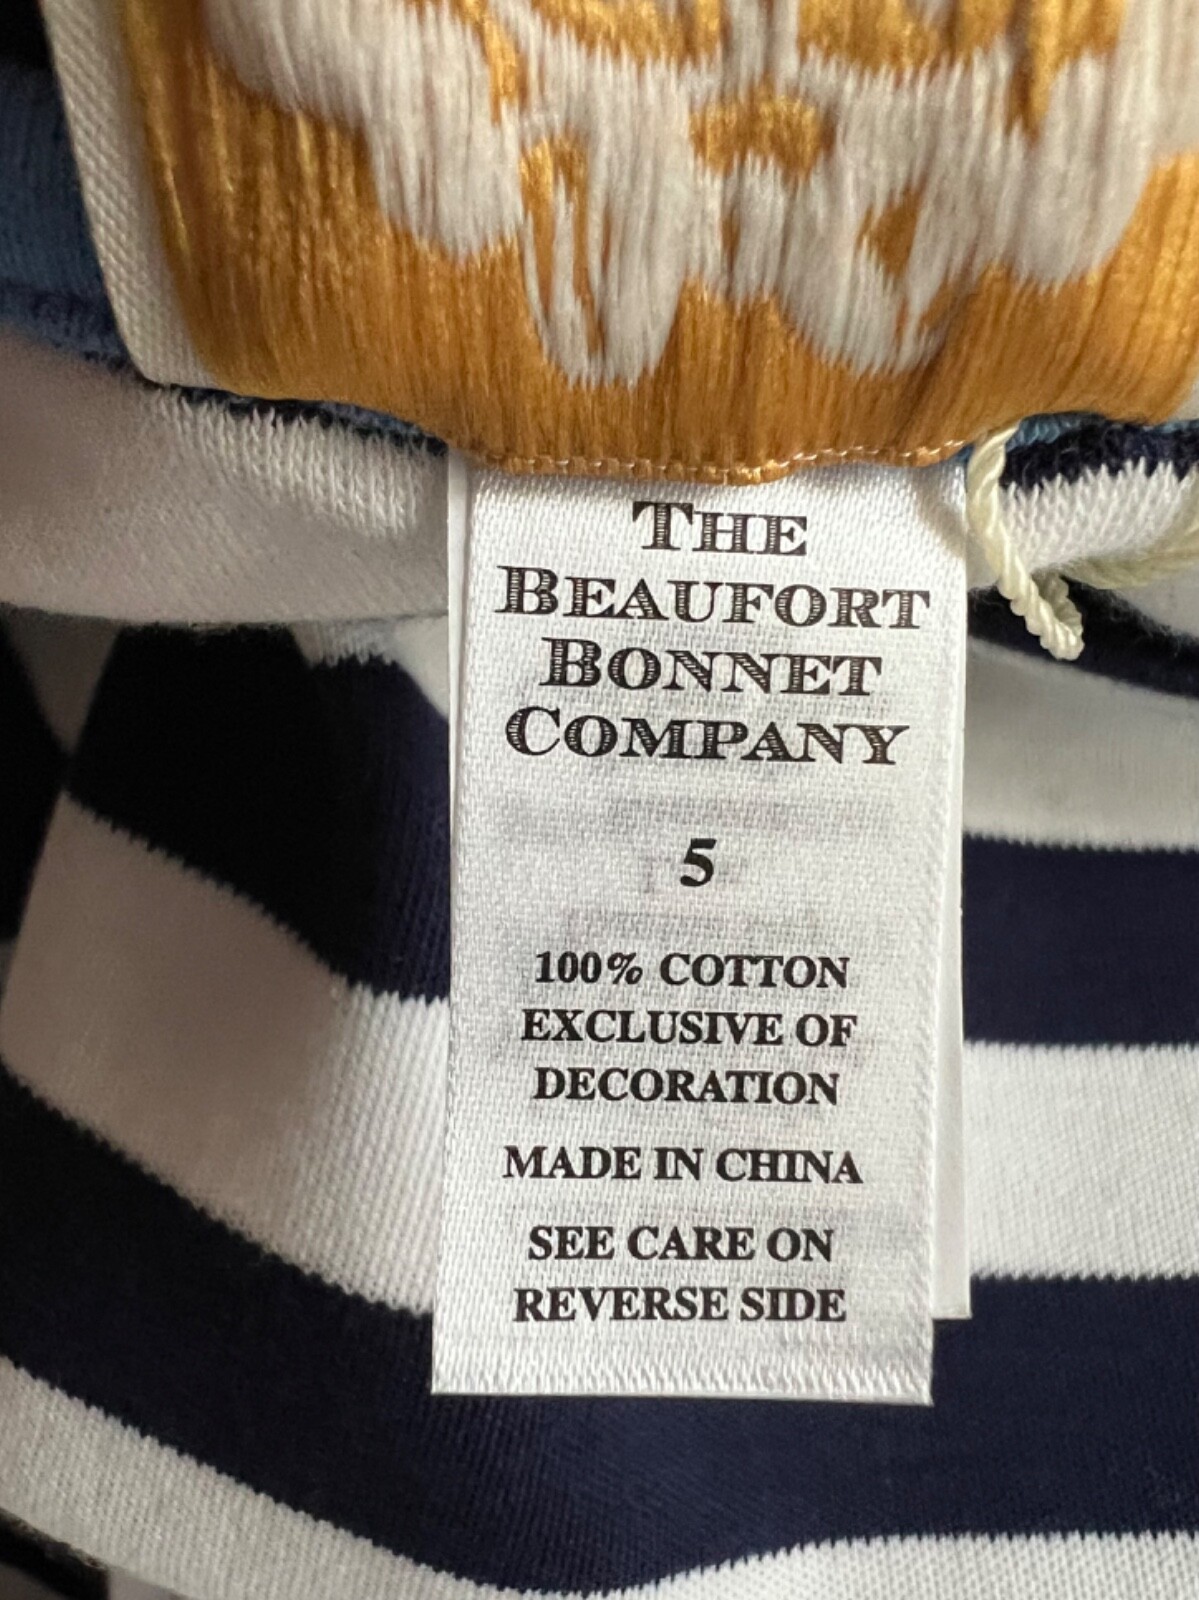 THE
BEAUFORT
BONNET
COMPANY
5
100% COTTON
EXCLUSIVE OF
DECORATION
MADE IN CHINA
SEE CARE ON
REVERSE SIDE